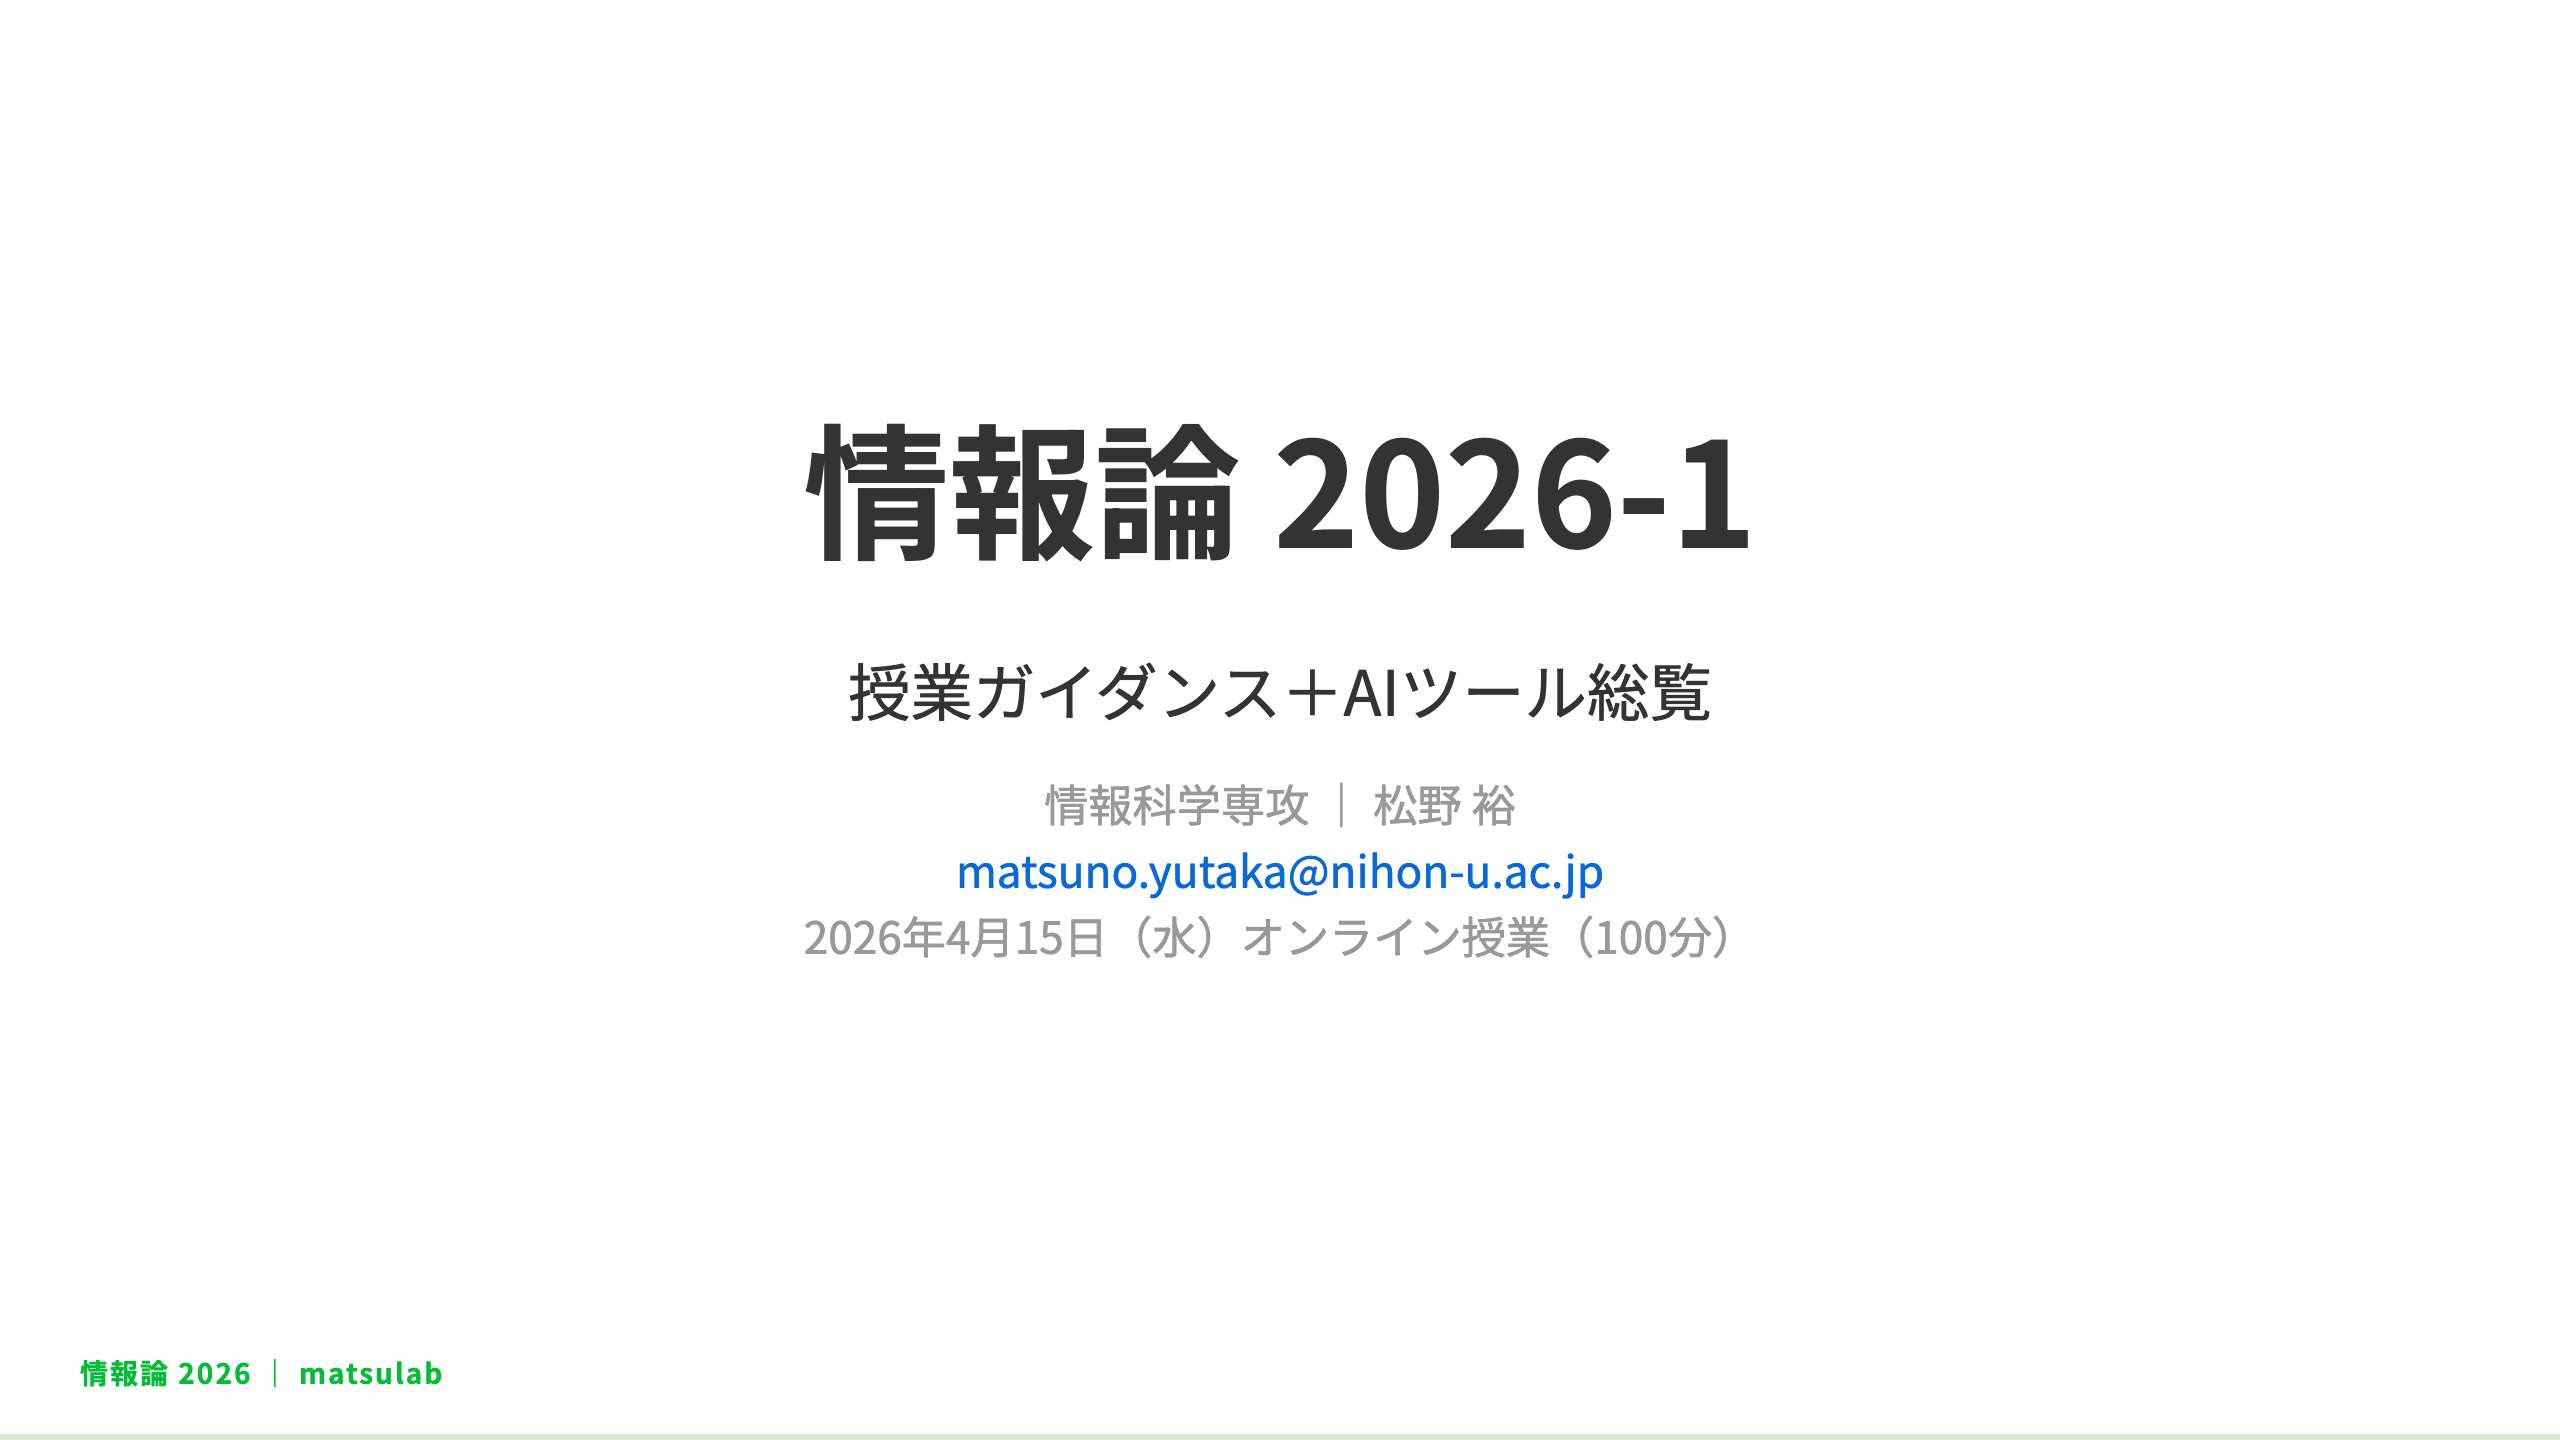 情報論 2026-1
授業ガイダンス＋AIツール総覧
情報科学専攻 ｜ 松野 裕
matsuno.yutaka@nihon-u.ac.jp
2026年4月15日（水）オンライン授業（100分）
情報論 2026 ｜ matsulab